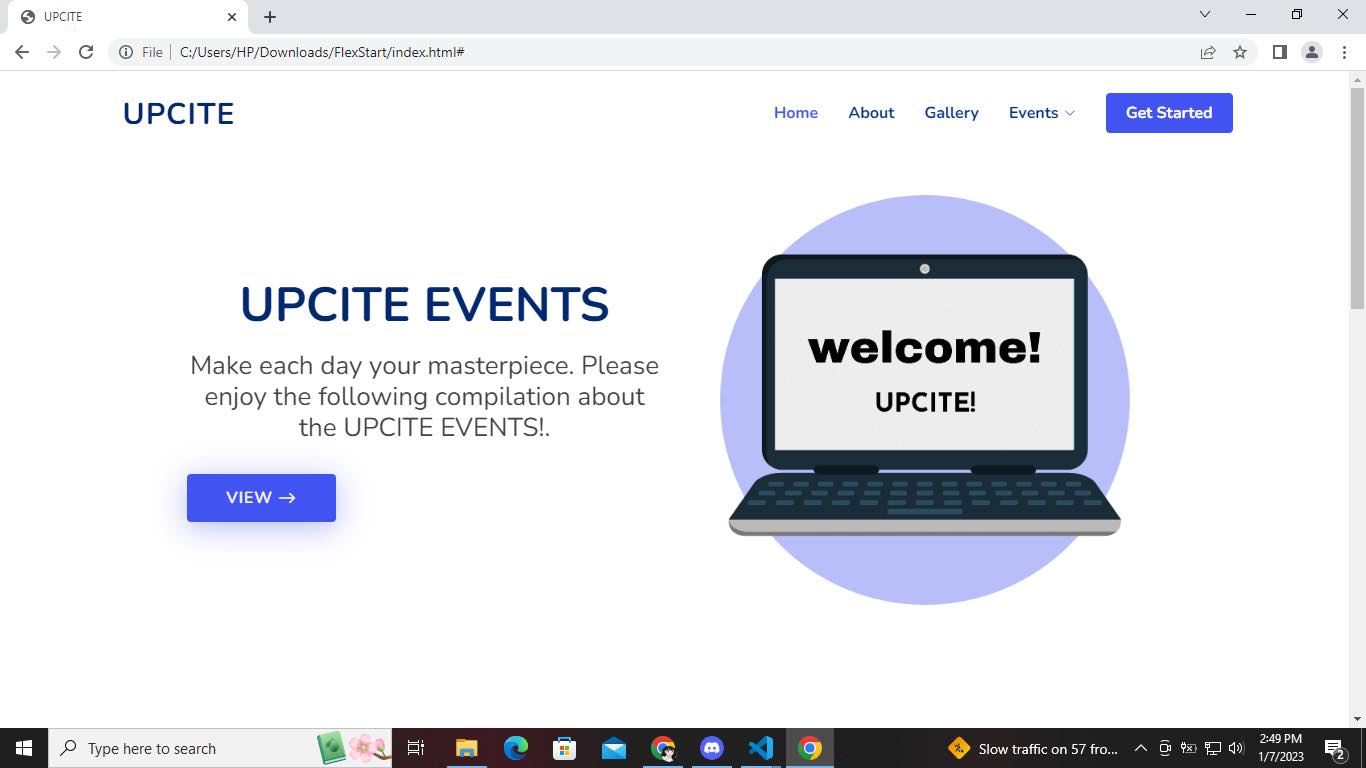 UPCITE
File
C:/Users/HP/Downloads/FlexStart/index.html#
UPCITE
Home
About
Gallery
Events
Get Started
UPCITE EVENTS
Make each day your masterpiece. Please
enjoy the following compilation about
the UPCITE EVENTS!.
VIEW →
welcome!
UPCITE!
Type here to search
Slow traffic on 57 fro...
2:49 PM
1/7/2023
2